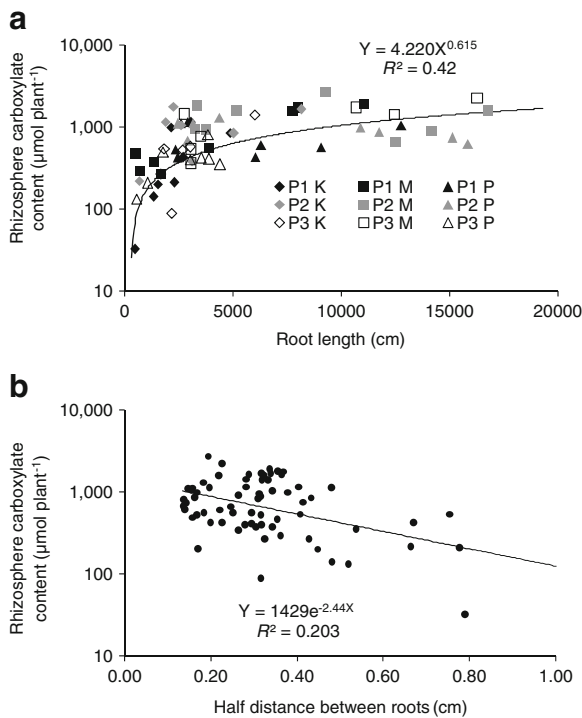 a
Y = 4.220X^0.615
R² = 0.42
10,000
1,000
100
10
Rhizosphere carboxylate
content (µmol plant⁻¹)
P1 K P1 M P1 P
P2 K P2 M P2 P
P3 K P3 M P3 P
0 5000 10000 15000 20000
Root length (cm)
b
10,000
1,000
100
10
Rhizosphere carboxylate
content (µmol plant⁻¹)
Y = 1429e^-2.44X
R² = 0.203
0.00 0.20 0.40 0.60 0.80 1.00
Half distance between roots (cm)